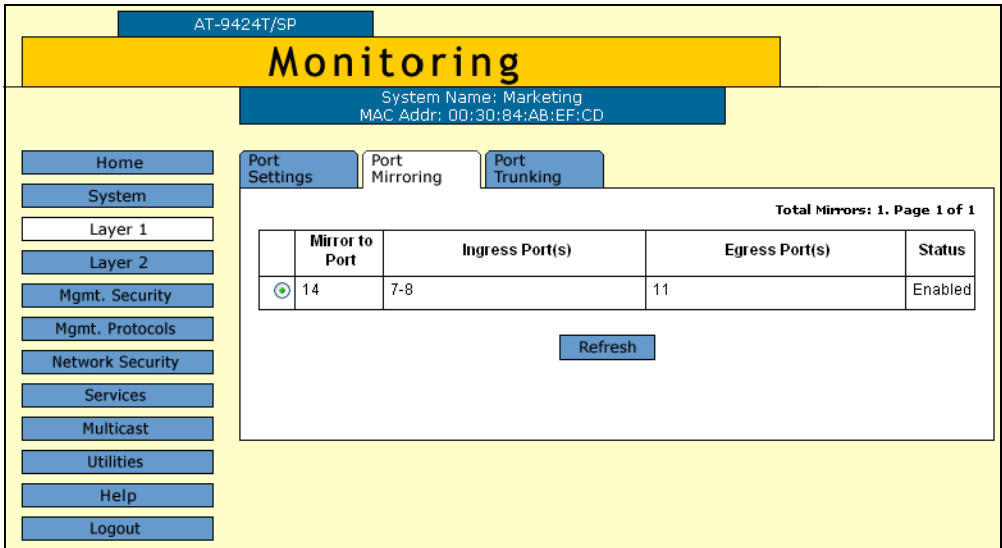 AT-9424T/SP
Monitoring
System Name: Marketing
MAC Addr: 00:30:84:AB:EF:CD
Home
System
Layer 1
Layer 2
Mgmt. Security
Mgmt. Protocols
Network Security
Services
Multicast
Utilities
Help
Logout
Port
Settings
Port
Mirroring
Port
Trunking
Total Mirrors: 1. Page 1 of 1
Mirror to
Port
Ingress Port(s)
Egress Port(s)
Status
14
7-8
11
Enabled
Refresh